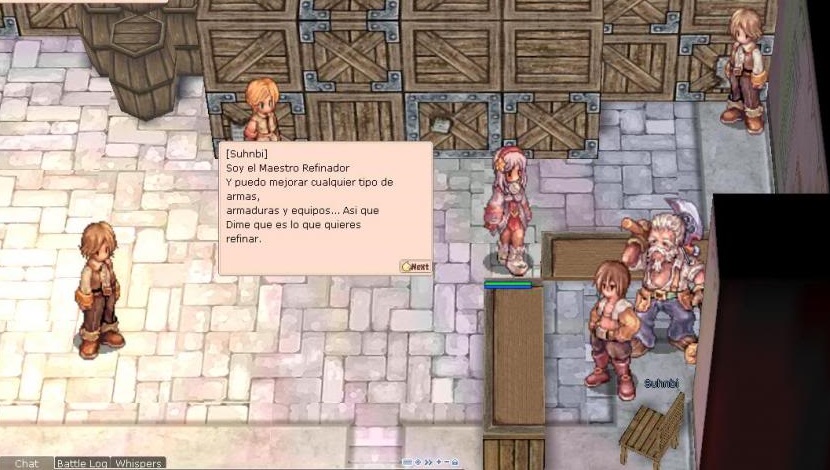 [Suhnbi]
Soy el Maestro Refinador
Y puedo mejorar cualquier tipo de
armas,
armaduras y equipos... Asi que
Dime que es lo que quieres
refinar.
Next
Suhnbi
Chat Battle Log Whispers